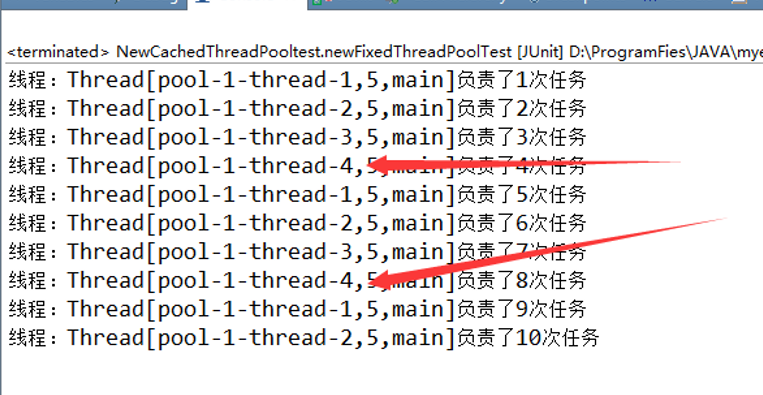 <terminated> NewCachedThreadPooltest.newFixedThreadPoolTest [JUnit] D:\ProgramFies\JAVA\mye
线程：Thread[pool-1-thread-1,5,main]负责了1次任务
线程：Thread[pool-1-thread-2,5,main]负责了2次任务
线程：Thread[pool-1-thread-3,5,main]负责了3次任务
线程：Thread[pool-1-thread-4,5,main]负责了4次任务
线程：Thread[pool-1-thread-1,5,main]负责了5次任务
线程：Thread[pool-1-thread-2,5,main]负责了6次任务
线程：Thread[pool-1-thread-3,5,main]负责了7次任务
线程：Thread[pool-1-thread-4,5,main]负责了8次任务
线程：Thread[pool-1-thread-1,5,main]负责了9次任务
线程：Thread[pool-1-thread-2,5,main]负责了10次任务